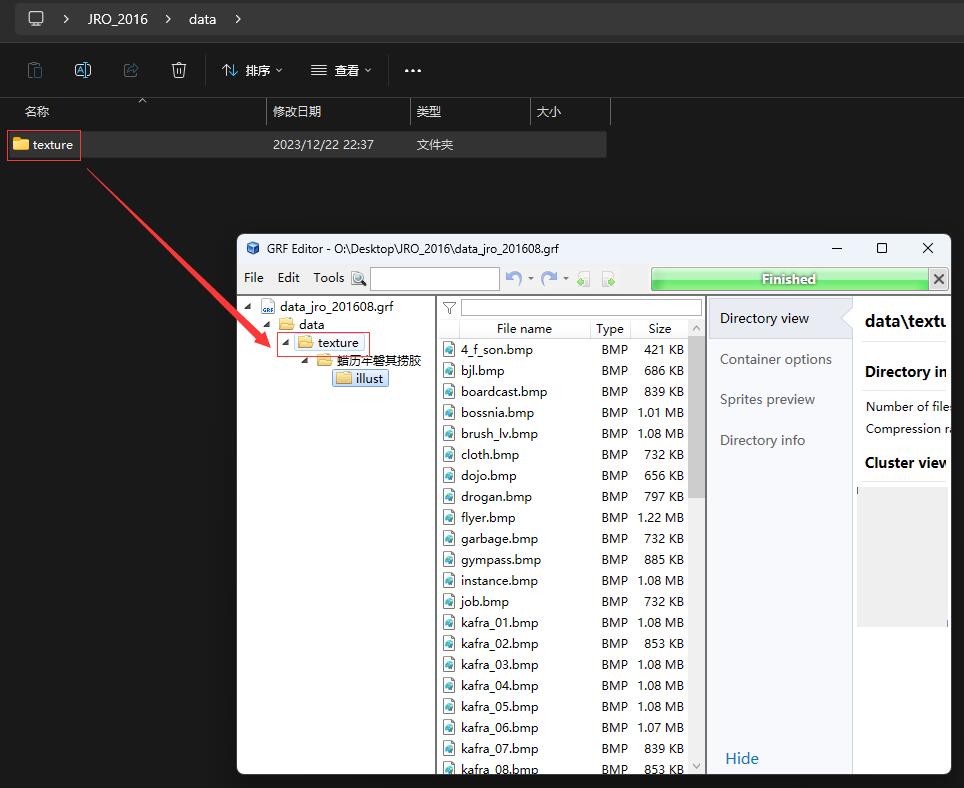 JRO_2016 data
排序 查看
名称 修改日期 类型 大小
texture 2023/12/22 22:37 文件夹
GRF Editor - O:\Desktop\JRO_2016\data_jro_201608.grf
File Edit Tools Finished
data_jro_201608.grf
data
texture
蜡历牢磐其捞胶
illust
File name Type Size
4_f_son.bmp BMP 421 KB
bjl.bmp BMP 686 KB
boardcast.bmp BMP 839 KB
bossnia.bmp BMP 1.01 MB
brush_lv.bmp BMP 1.08 MB
cloth.bmp BMP 732 KB
dojo.bmp BMP 656 KB
drogan.bmp BMP 797 KB
flyer.bmp BMP 1.22 MB
garbage.bmp BMP 732 KB
gympass.bmp BMP 885 KB
instance.bmp BMP 1.08 MB
job.bmp BMP 732 KB
kafra_01.bmp BMP 1.08 MB
kafra_02.bmp BMP 853 KB
kafra_03.bmp BMP 1.08 MB
kafra_04.bmp BMP 1.08 MB
kafra_05.bmp BMP 1.08 MB
kafra_06.bmp BMP 1.07 MB
kafra_07.bmp BMP 839 KB
kafra_08.bmp BMP 853 KB
Directory view
Container options
Sprites preview
Directory info
Hide
data\textu
Directory in
Number of file
Compression ra
Cluster view